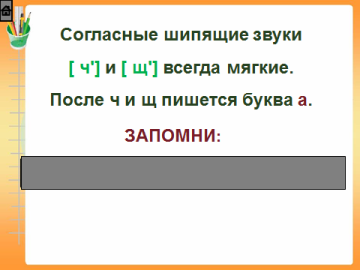 Согласные шипящие звуки
[ ч'] и [ щ'] всегда мягкие.
После ч и щ пишется буква а.
ЗАПОМНИ: